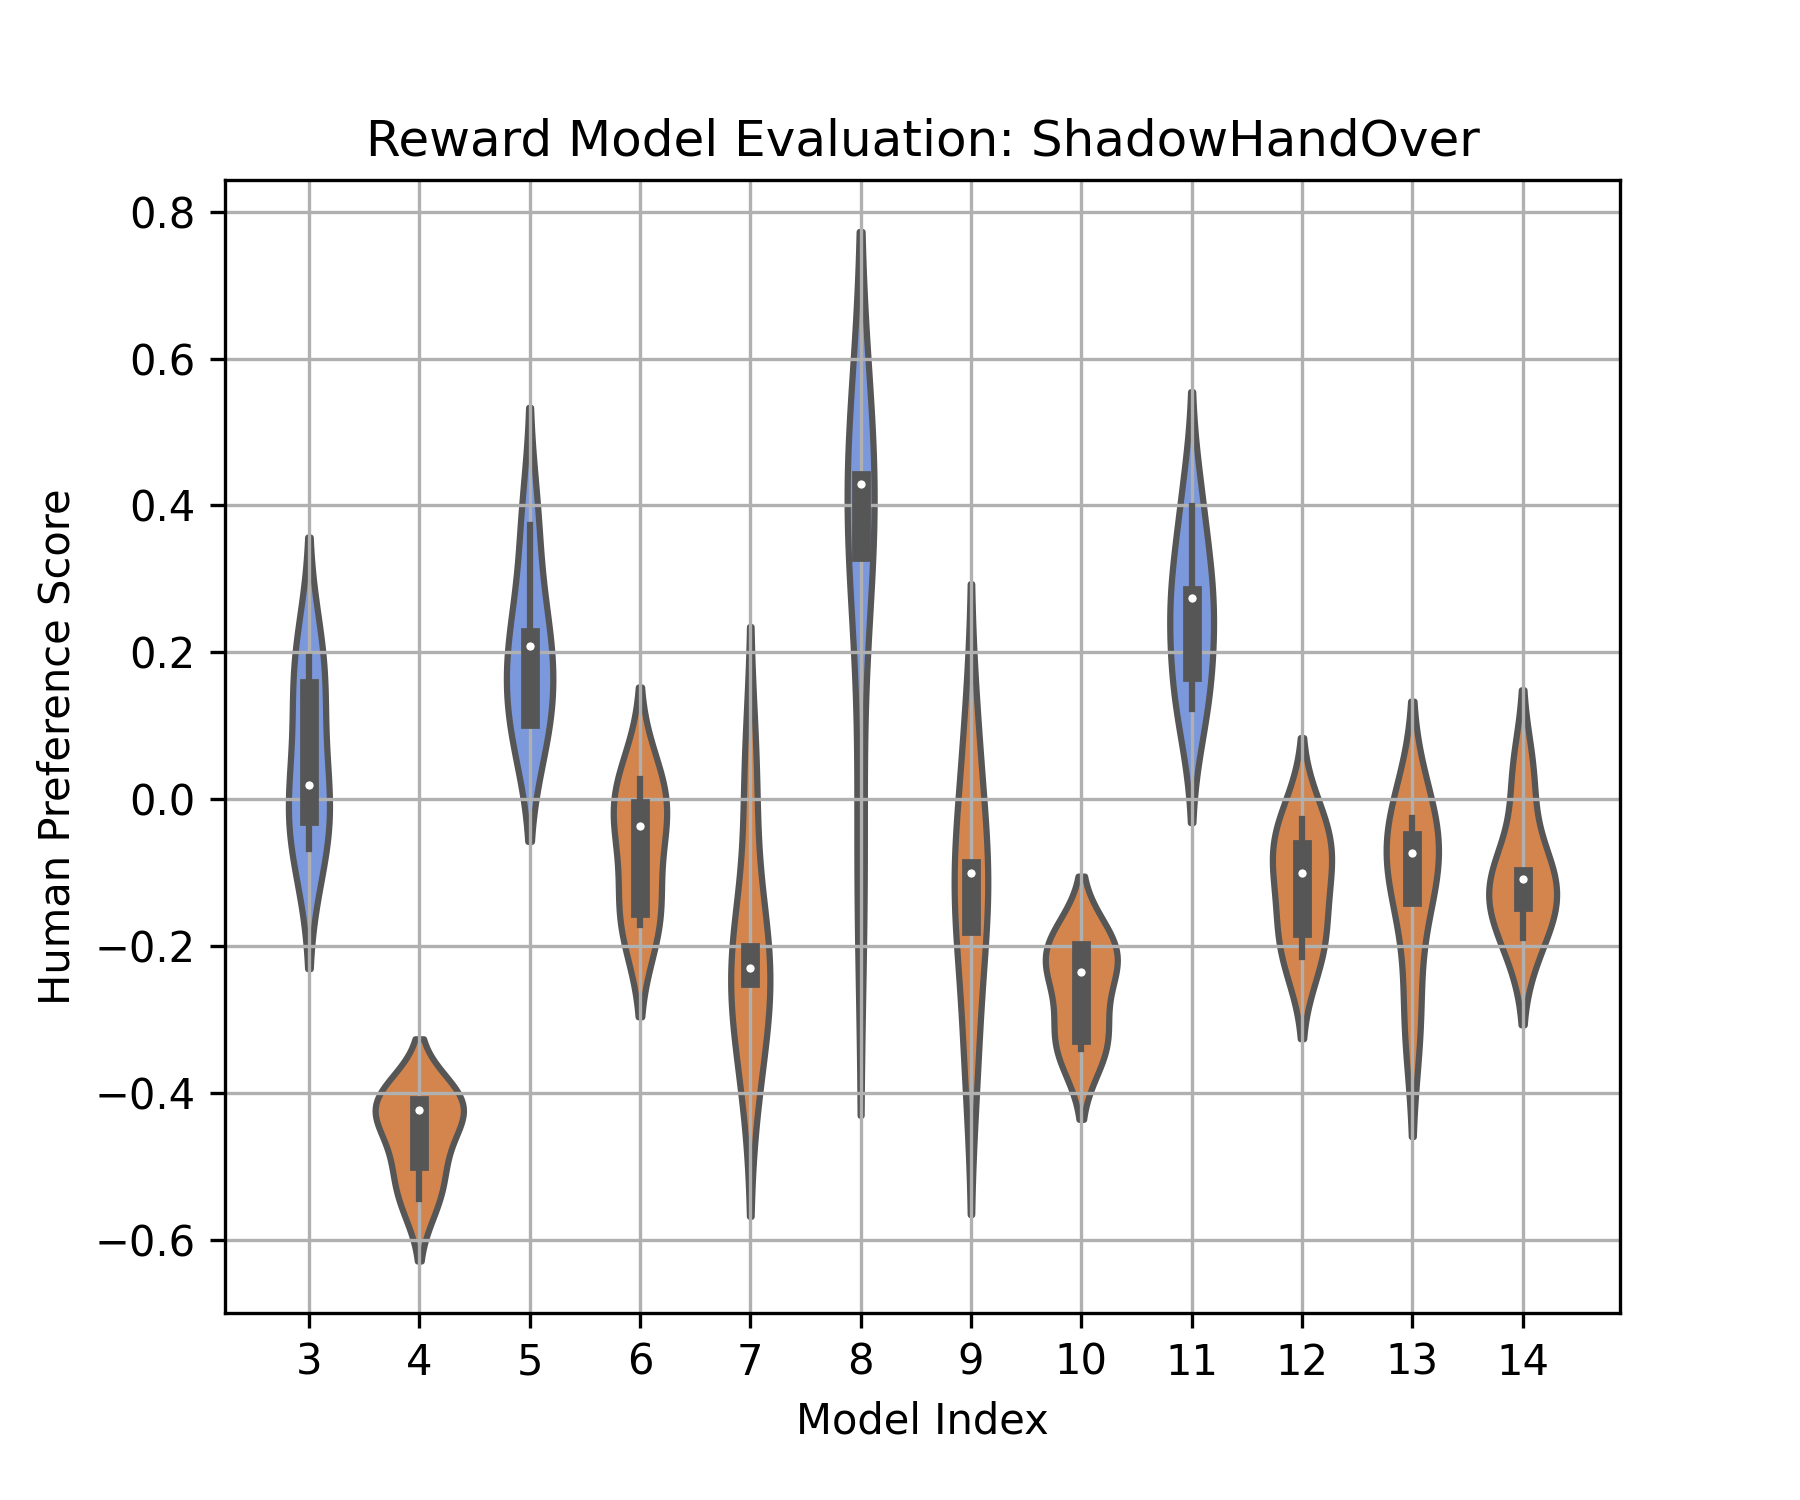 Reward Model Evaluation: ShadowHandOver
Human Preference Score
0.8
0.6
0.4
0.2
0.0
−0.2
−0.4
−0.6
3 4 5 6 7 8 9 10 11 12 13 14
Model Index